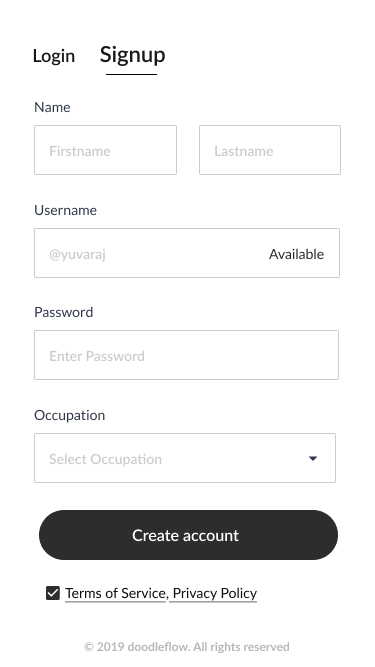 Login Signup
Name
Firstname Lastname
Username
@yuvaraj Available
Password
Enter Password
Occupation
Select Occupation
Create account
Terms of Service, Privacy Policy
© 2019 doodleflow. All rights reserved